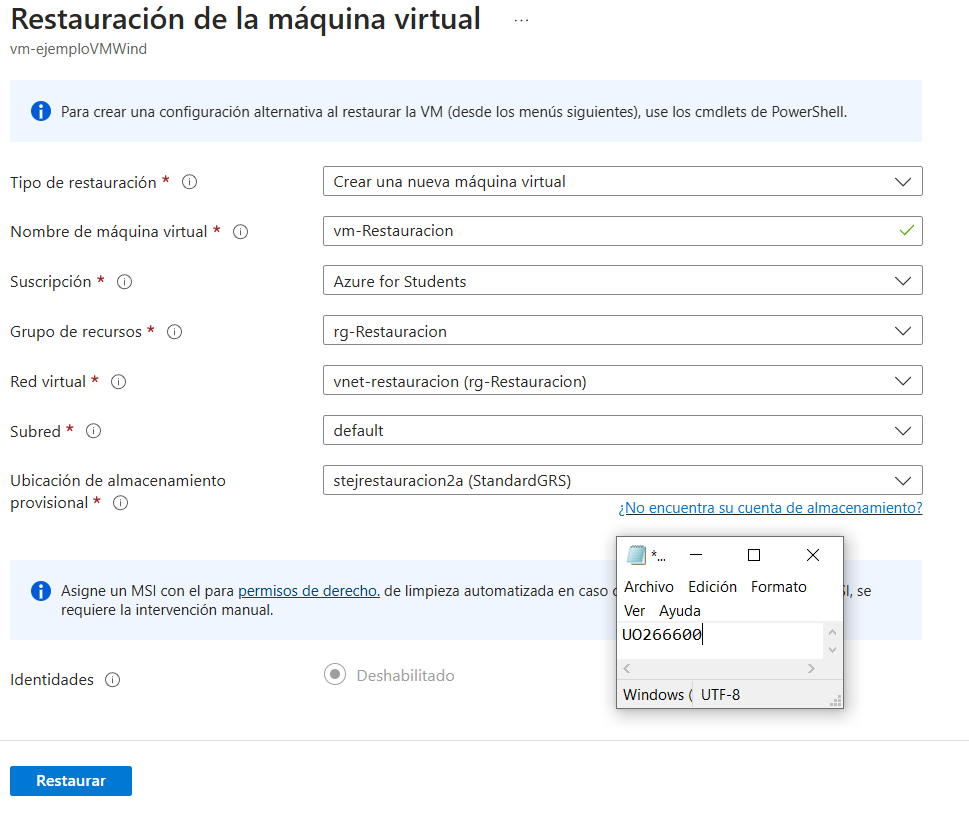 Restauración de la máquina virtual ...
vm-ejemploVMWind
Para crear una configuración alternativa al restaurar la VM (desde los menús siguientes), use los cmdlets de PowerShell.
Tipo de restauración *
Crear una nueva máquina virtual
Nombre de máquina virtual *
vm-Restauracion
Suscripción *
Azure for Students
Grupo de recursos *
rg-Restauracion
Red virtual *
vnet-restauracion (rg-Restauracion)
Subred *
default
Ubicación de almacenamiento
provisional *
stejrestauracion2a (StandardGRS)
¿No encuentra su cuenta de almacenamiento?
Asigne un MSI con el para permisos de derecho. de limpieza automatizada en caso se
requiere la intervención manual.
*...
Archivo Edición Formato
Ver Ayuda
UO266600
Windows ( UTF-8
Identidades
Deshabilitado
Restaurar